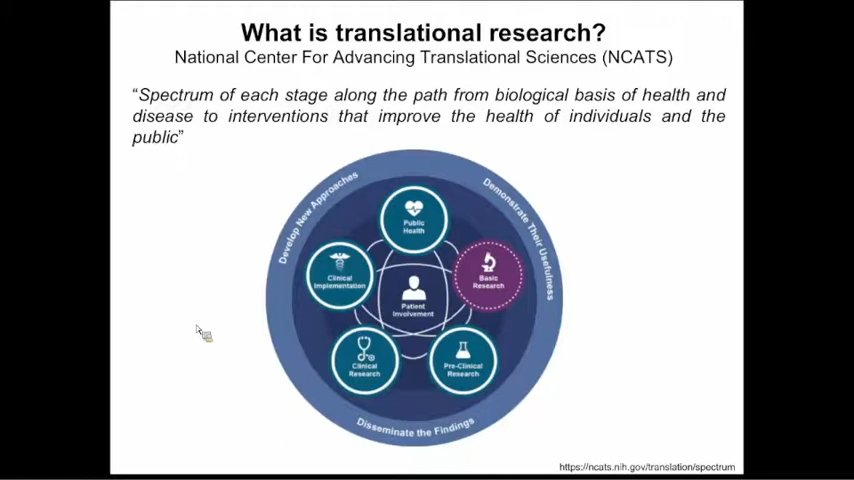 What is translational research?
National Center For Advancing Translational Sciences (NCATS)
“Spectrum of each stage along the path from biological basis of health and
disease to interventions that improve the health of individuals and the
public”
Develop New Approaches
Demonstrate Their Usefulness
Public
Health
Clinical
Implementation
Basic
Research
Patient
Involvement
Clinical
Research
Pre-Clinical
Research
Disseminate the Findings
https://ncats.nih.gov/translation/spectrum